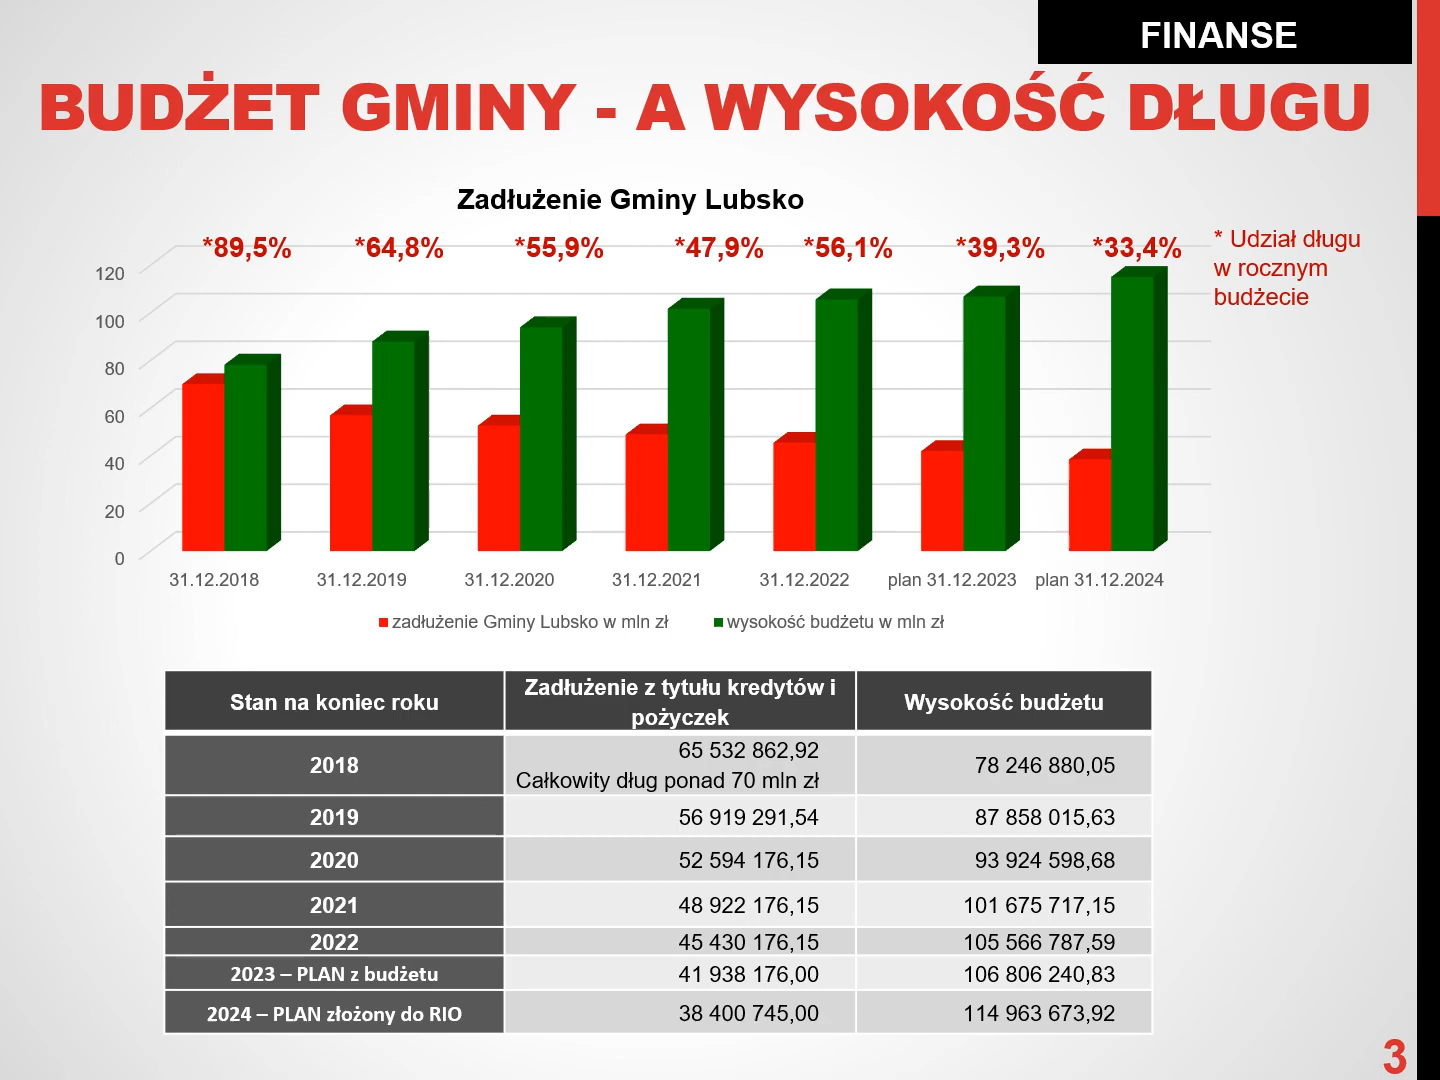 FINANSE
BUDŻET GMINY - A WYSOKOŚĆ DŁUGU
Zadłużenie Gminy Lubsko
*89,5% *64,8% *55,9% *47,9% *56,1% *39,3% *33,4%
* Udział długu
w rocznym
budżecie
120
100
80
60
40
20
0
31.12.2018 31.12.2019 31.12.2020 31.12.2021 31.12.2022 plan 31.12.2023 plan 31.12.2024
zadłużenie Gminy Lubsko w mln zł wysokość budżetu w mln zł
Stan na koniec roku Zadłużenie z tytułu kredytów i
pożyczek Wysokość budżetu
2018 65 532 862,92
Całkowity dług ponad 70 mln zł 78 246 880,05
2019 56 919 291,54 87 858 015,63
2020 52 594 176,15 93 924 598,68
2021 48 922 176,15 101 675 717,15
2022 45 430 176,15 105 566 787,59
2023 – PLAN z budżetu 41 938 176,00 106 806 240,83
2024 – PLAN złożony do RIO 38 400 745,00 114 963 673,92
3